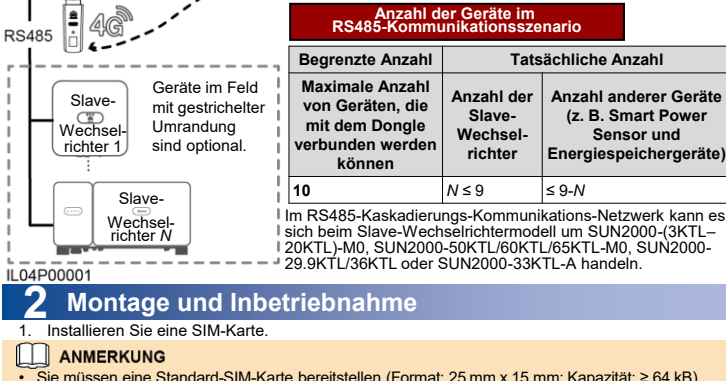 RS485
4G
Slave-
Wechsel-
richter 1
Geräte im Feld
mit gestrichelter
Umrandung
sind optional.
Slave-
Wechsel-
richter N
IL04P00001
Anzahl der Geräte im
RS485-Kommunikationsszenario
Begrenzte Anzahl Tatsächliche Anzahl
Maximale Anzahl
von Geräten, die
mit dem Dongle
verbunden werden
können
Anzahl der
Slave-
Wechsel-
richter
Anzahl anderer Geräte
(z. B. Smart Power
Sensor und
Energiespeichergeräte)
10 N ≤ 9 ≤ 9-N
Im RS485-Kaskadierungs-Kommunikations-Netzwerk kann es
sich beim Slave-Wechselrichtermodell um SUN2000-(3KTL–
20KTL)-M0, SUN2000-50KTL/60KTL/65KTL-M0, SUN2000-
29.9KTL/36KTL oder SUN2000-33KTL-A handeln.
2 Montage und Inbetriebnahme
1. Installieren Sie eine SIM-Karte.
ANMERKUNG
• Sie müssen eine Standard-SIM-Karte bereitstellen (Format: 25 mm x 15 mm; Kapazität: ≥ 64 kB)